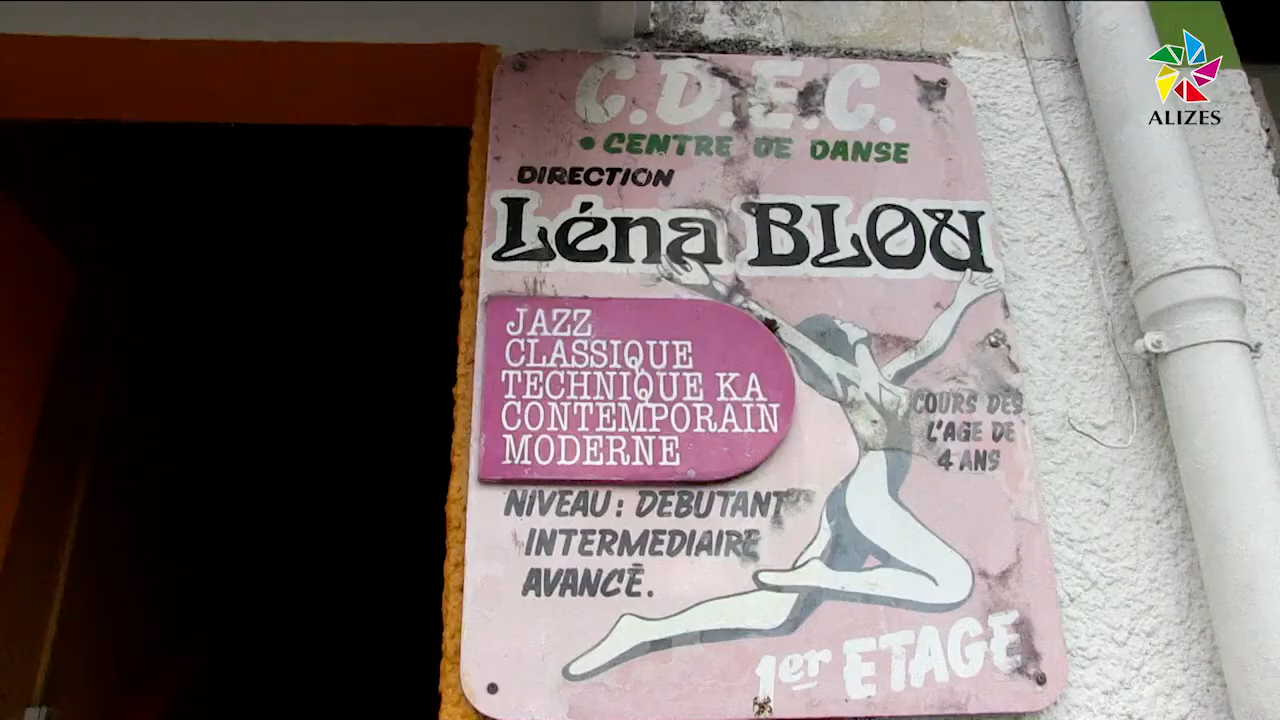 C.D.E.C.
• CENTRE DE DANSE
DIRECTION
Léna BLOU
JAZZ
CLASSIQUE
TECHNIQUE KA
CONTEMPORAIN
MODERNE
COURS DES
L'AGE DE
4 ANS
NIVEAU : DEBUTANT
INTERMEDIAIRE
AVANCÉ.
1er ETAGE
ALIZES